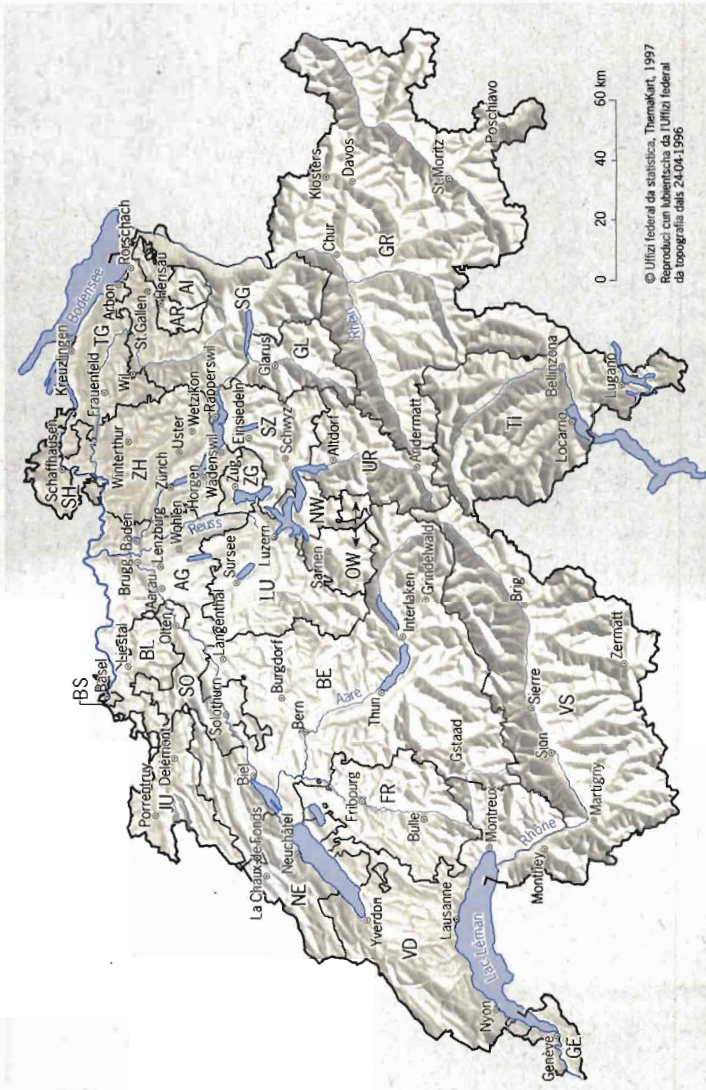 BS
Basel
Schaffhausen
SH
Kreuzlingen
Bodensee
Porrentruy
JU
Delémont
Liestal
BL
Brugg
Baden
Winterthur
Frauenfeld
TG
Arbon
Rorschach
Aarau
Lenzburg
ZH
Wil
St.Gallen
Herisau
SO
Olten
AG
Wohlen
Zürich
Uster
AR
AI
Solothurn
Langenthal
Sursee
Reuss
Horgen
Wetzikon
Wädenswil
Rapperswil
Biel
La Chaux-de-Fonds
Burgdorf
LU
Luzern
Zug
ZG
Einsiedeln
SG
Neuchâtel
NE
Bern
BE
SZ
Schwyz
Glarus
GL
Sarnen
NW
OW
Altdorf
Yverdon
Fribourg
FR
Aare
Thun
Interlaken
Grindelwald
UR
Andermatt
Rhein
Chur
Klosters
Davos
GR
VD
Bulle
Gstaad
Lausanne
Montreux
St.Moritz
Nyon
Lac Léman
Rhône
Sion
Sierre
Brig
TI
Poschiavo
Genève
GE
Monthey
VS
Locarno
Bellinzona
Martigny
Zermatt
Lugano
0 20 40 60 km
© Uffizi federal da statistica, ThemaKart, 1997
Reproducì cun lubientscha da l'Uffizi federal
da topografia dals 24-04-1996